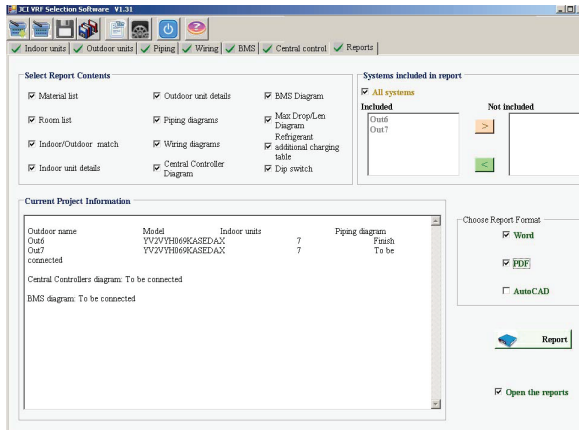 JCI VRF Selection Software V1.31
Indoor units Outdoor units Piping Wiring BMS Central control Reports
Select Report Contents
Material list
Outdoor unit details
BMS Diagram
Room list
Piping diagrams
Max Drop/Len
Diagram
Indoor/Outdoor match
Wiring diagrams
Refrigerant
additional charging
table
Indoor unit details
Central Controller
Diagram
Dip switch
Systems included in report
All systems
Included Not included
Out6
Out7
>
<
Current Project Information
Outdoor name Model Indoor units Piping diagram
Out6 YV2VYH069KASEDAX 7 Finish
Out7 YV2VYH069KASEDAX 7 To be
connected
Central Controllers diagram: To be connected
BMS diagram: To be connected
Choose Report Format
Word
PDF
AutoCAD
Report
Open the reports